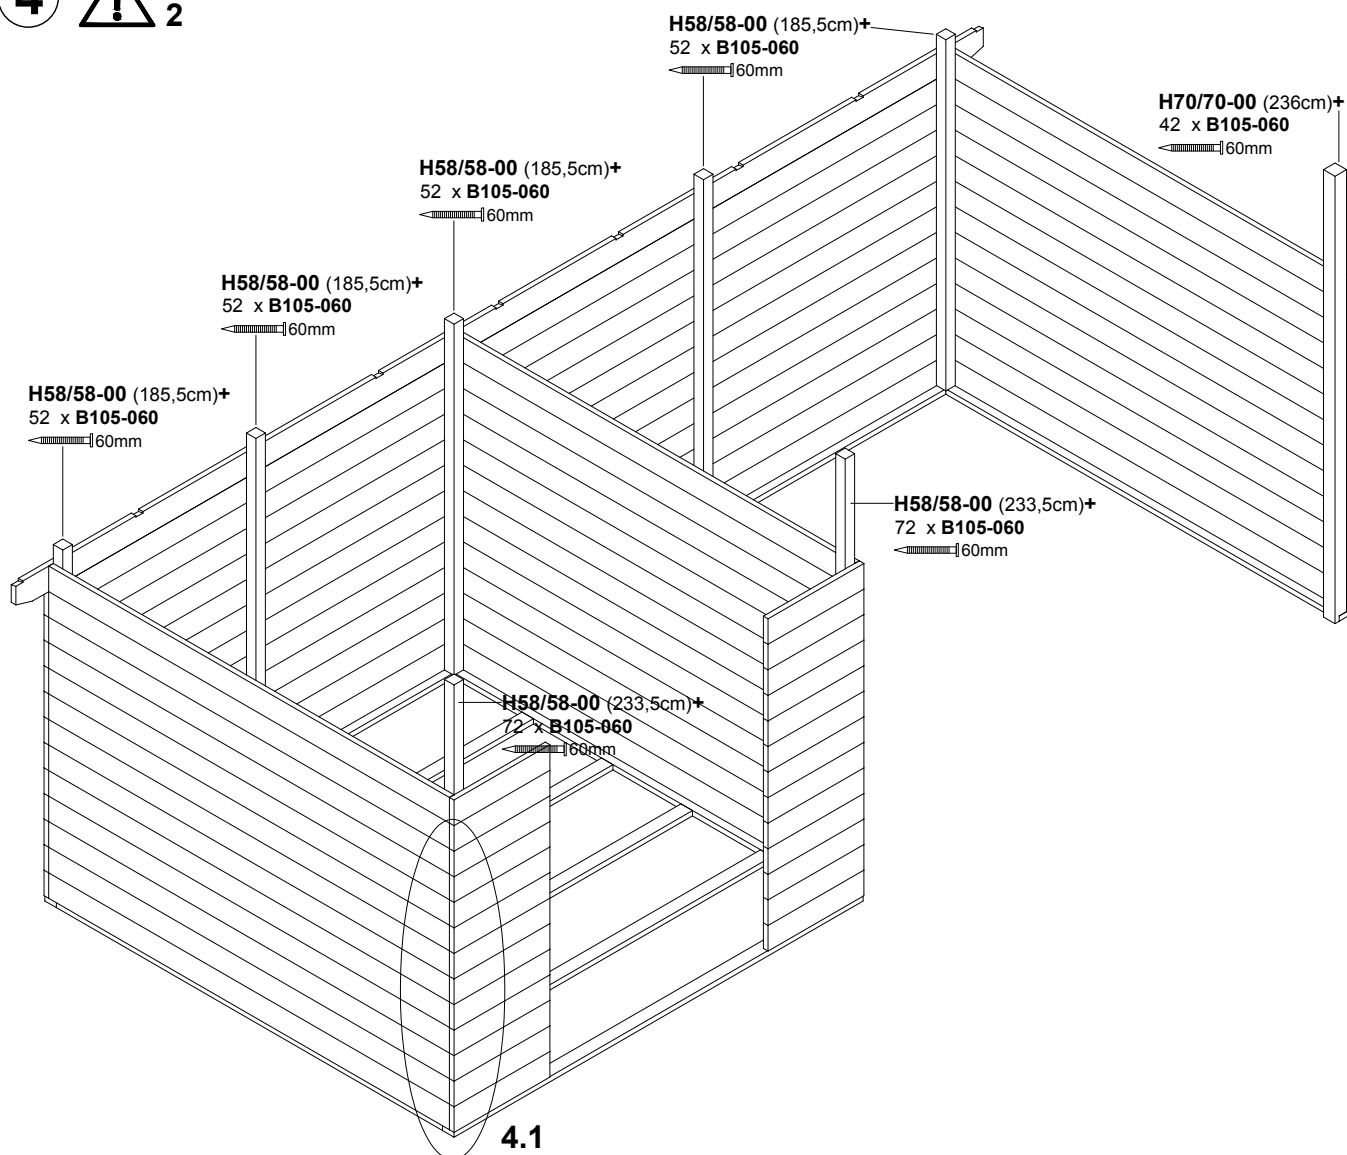 4 2
H58/58-00 (185,5cm)+
52 x B105-060
60mm
H70/70-00 (236cm)+
42 x B105-060
60mm
H58/58-00 (185,5cm)+
52 x B105-060
60mm
H58/58-00 (185,5cm)+
52 x B105-060
60mm
H58/58-00 (185,5cm)+
52 x B105-060
60mm
H58/58-00 (233,5cm)+
72 x B105-060
60mm
H58/58-00 (233,5cm)+
72 x B105-060
60mm
4.1